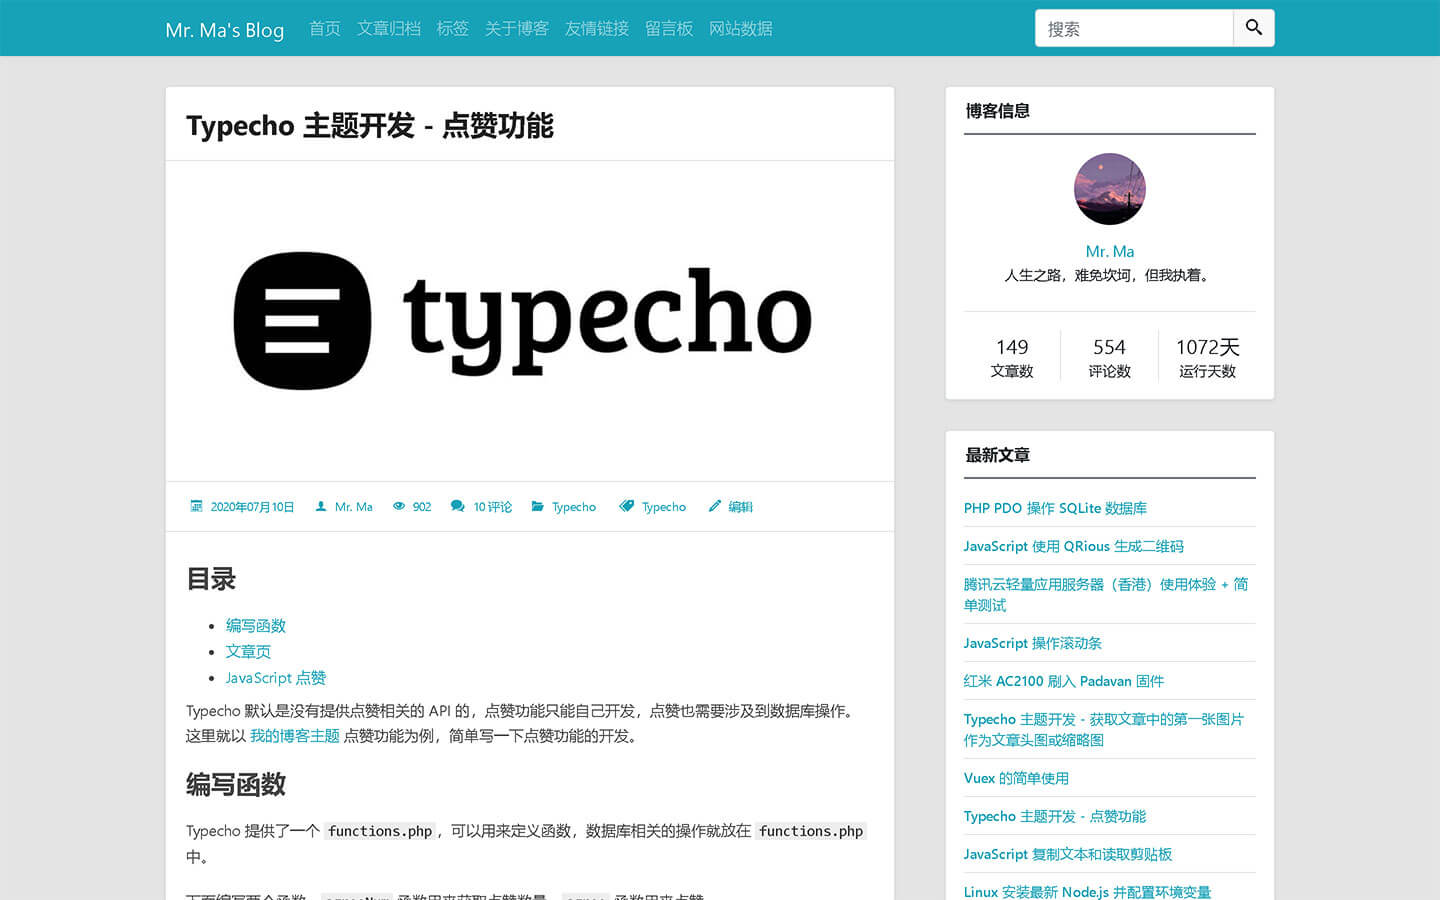 Mr. Ma's Blog 首页 文章归档 标签 关于博客 友情链接 留言板 网站数据 搜索
Typecho 主题开发 - 点赞功能
typecho
2020年07月10日 Mr. Ma 902 10 评论 Typecho Typecho 编辑
目录
编写函数
文章页
JavaScript 点赞
Typecho 默认是没有提供点赞相关的 API 的，点赞功能只能自己开发，点赞也需要涉及到数据库操作。
这里就以 我的博客主题 点赞功能为例，简单写一下点赞功能的开发。
编写函数
Typecho 提供了一个 functions.php，可以用来定义函数，数据库相关的操作就放在 functions.php
中。
博客信息
Mr. Ma
人生之路，难免坎坷，但我执着。
149 554 1072天
文章数 评论数 运行天数
最新文章
PHP PDO 操作 SQLite 数据库
JavaScript 使用 QRious 生成二维码
腾讯云轻量应用服务器（香港）使用体验 + 简
单测试
JavaScript 操作滚动条
红米 AC2100 刷入 Padavan 固件
Typecho 主题开发 - 获取文章中的第一张图片
作为文章头图或缩略图
Vuex 的简单使用
Typecho 主题开发 - 点赞功能
JavaScript 复制文本和读取剪贴板
Linux 安装最新 Node.js 并配置环境变量